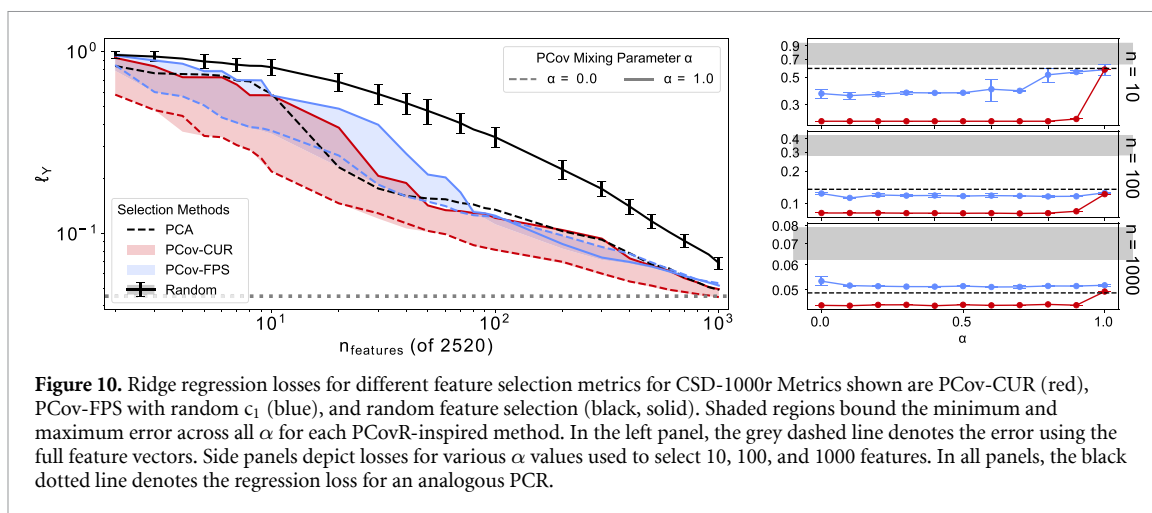 PCov Mixing Parameter α
α = 0.0 α = 1.0
10⁰
10⁻¹
ℓY
Selection Methods
PCA
PCov-CUR
PCov-FPS
Random
10¹ 10² 10³
nfeatures (of 2520)
0.9
0.7
0.5
0.3
n = 10
0.4
0.3
0.1
n = 100
0.08
0.06
0.05
n = 1000
0.0 0.5 1.0
α
Figure 10. Ridge regression losses for different feature selection metrics for CSD-1000r Metrics shown are PCov-CUR (red),
PCov-FPS with random c₁ (blue), and random feature selection (black, solid). Shaded regions bound the minimum and
maximum error across all α for each PCovR-inspired method. In the left panel, the grey dashed line denotes the error using the
full feature vectors. Side panels depict losses for various α values used to select 10, 100, and 1000 features. In all panels, the black
dotted line denotes the regression loss for an analogous PCR.